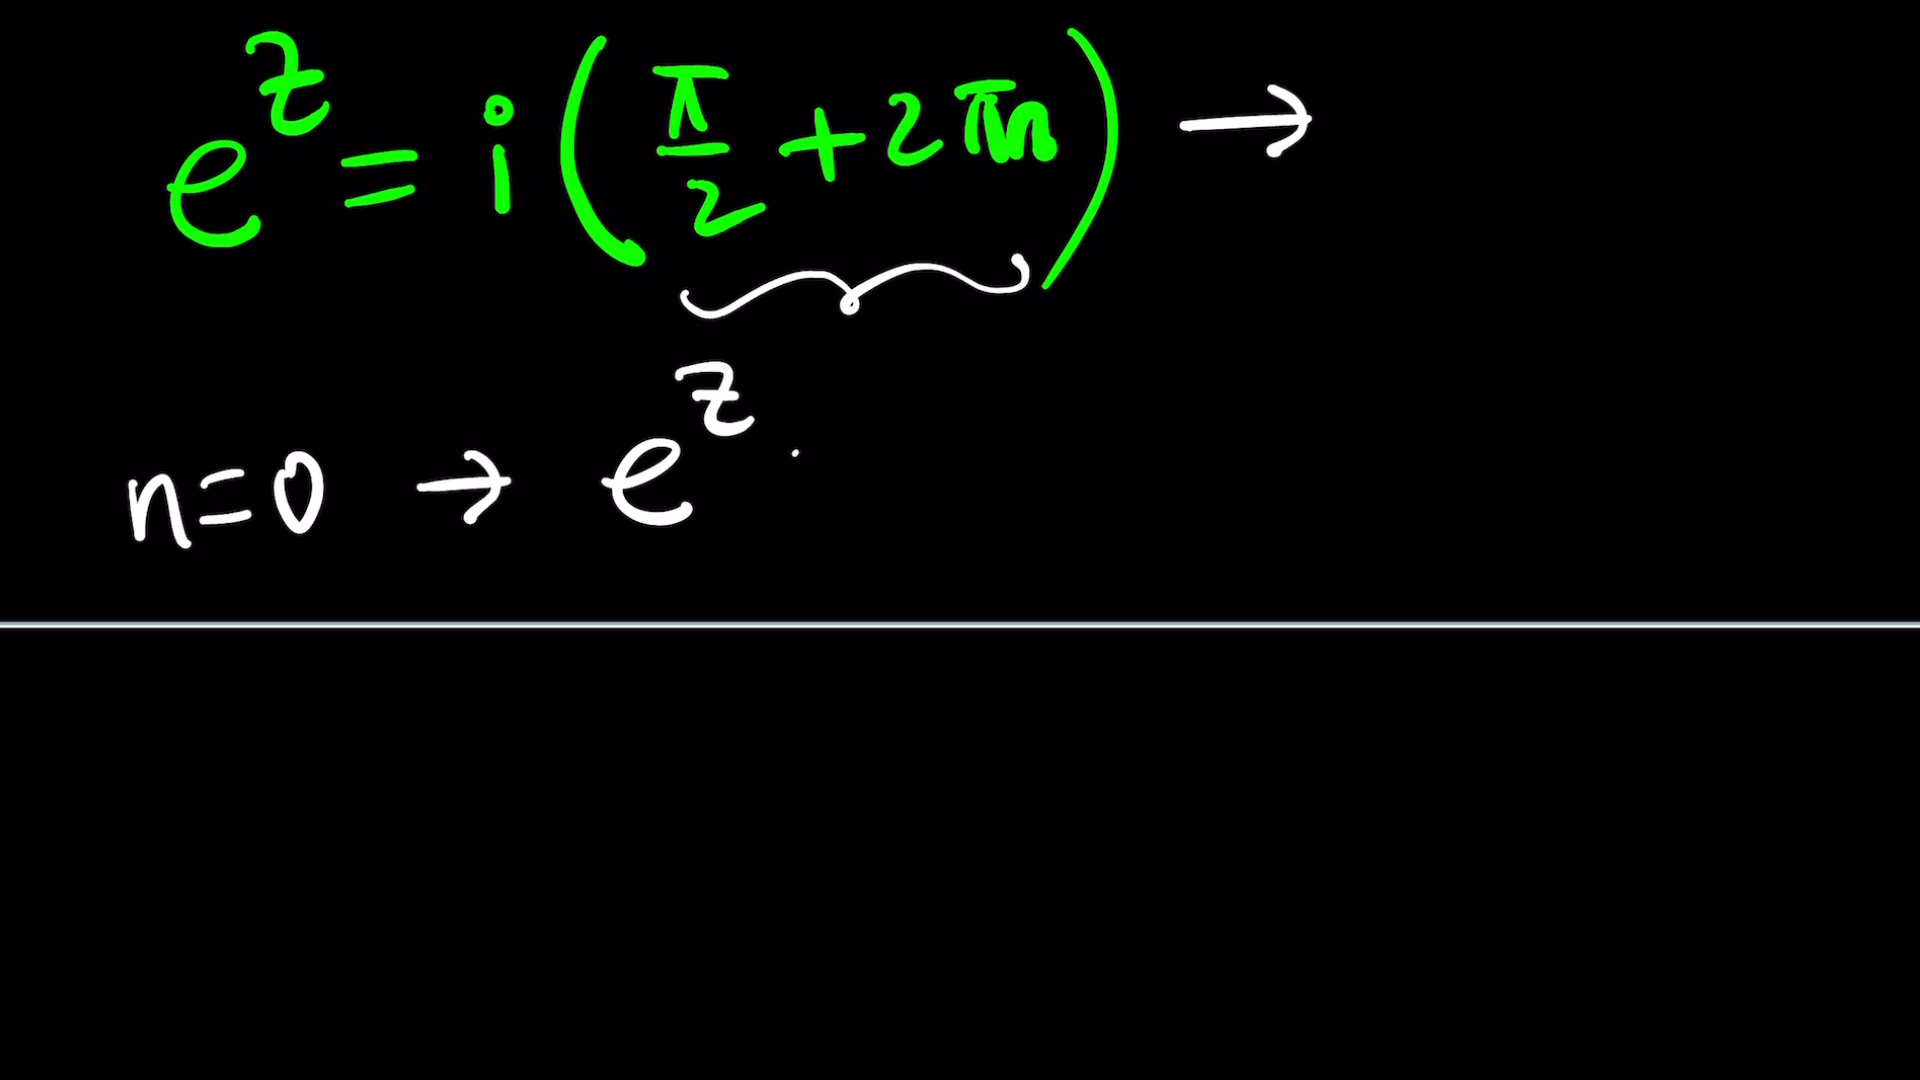 e^z = i(π/2 + 2πn) →
n=0 → e^z